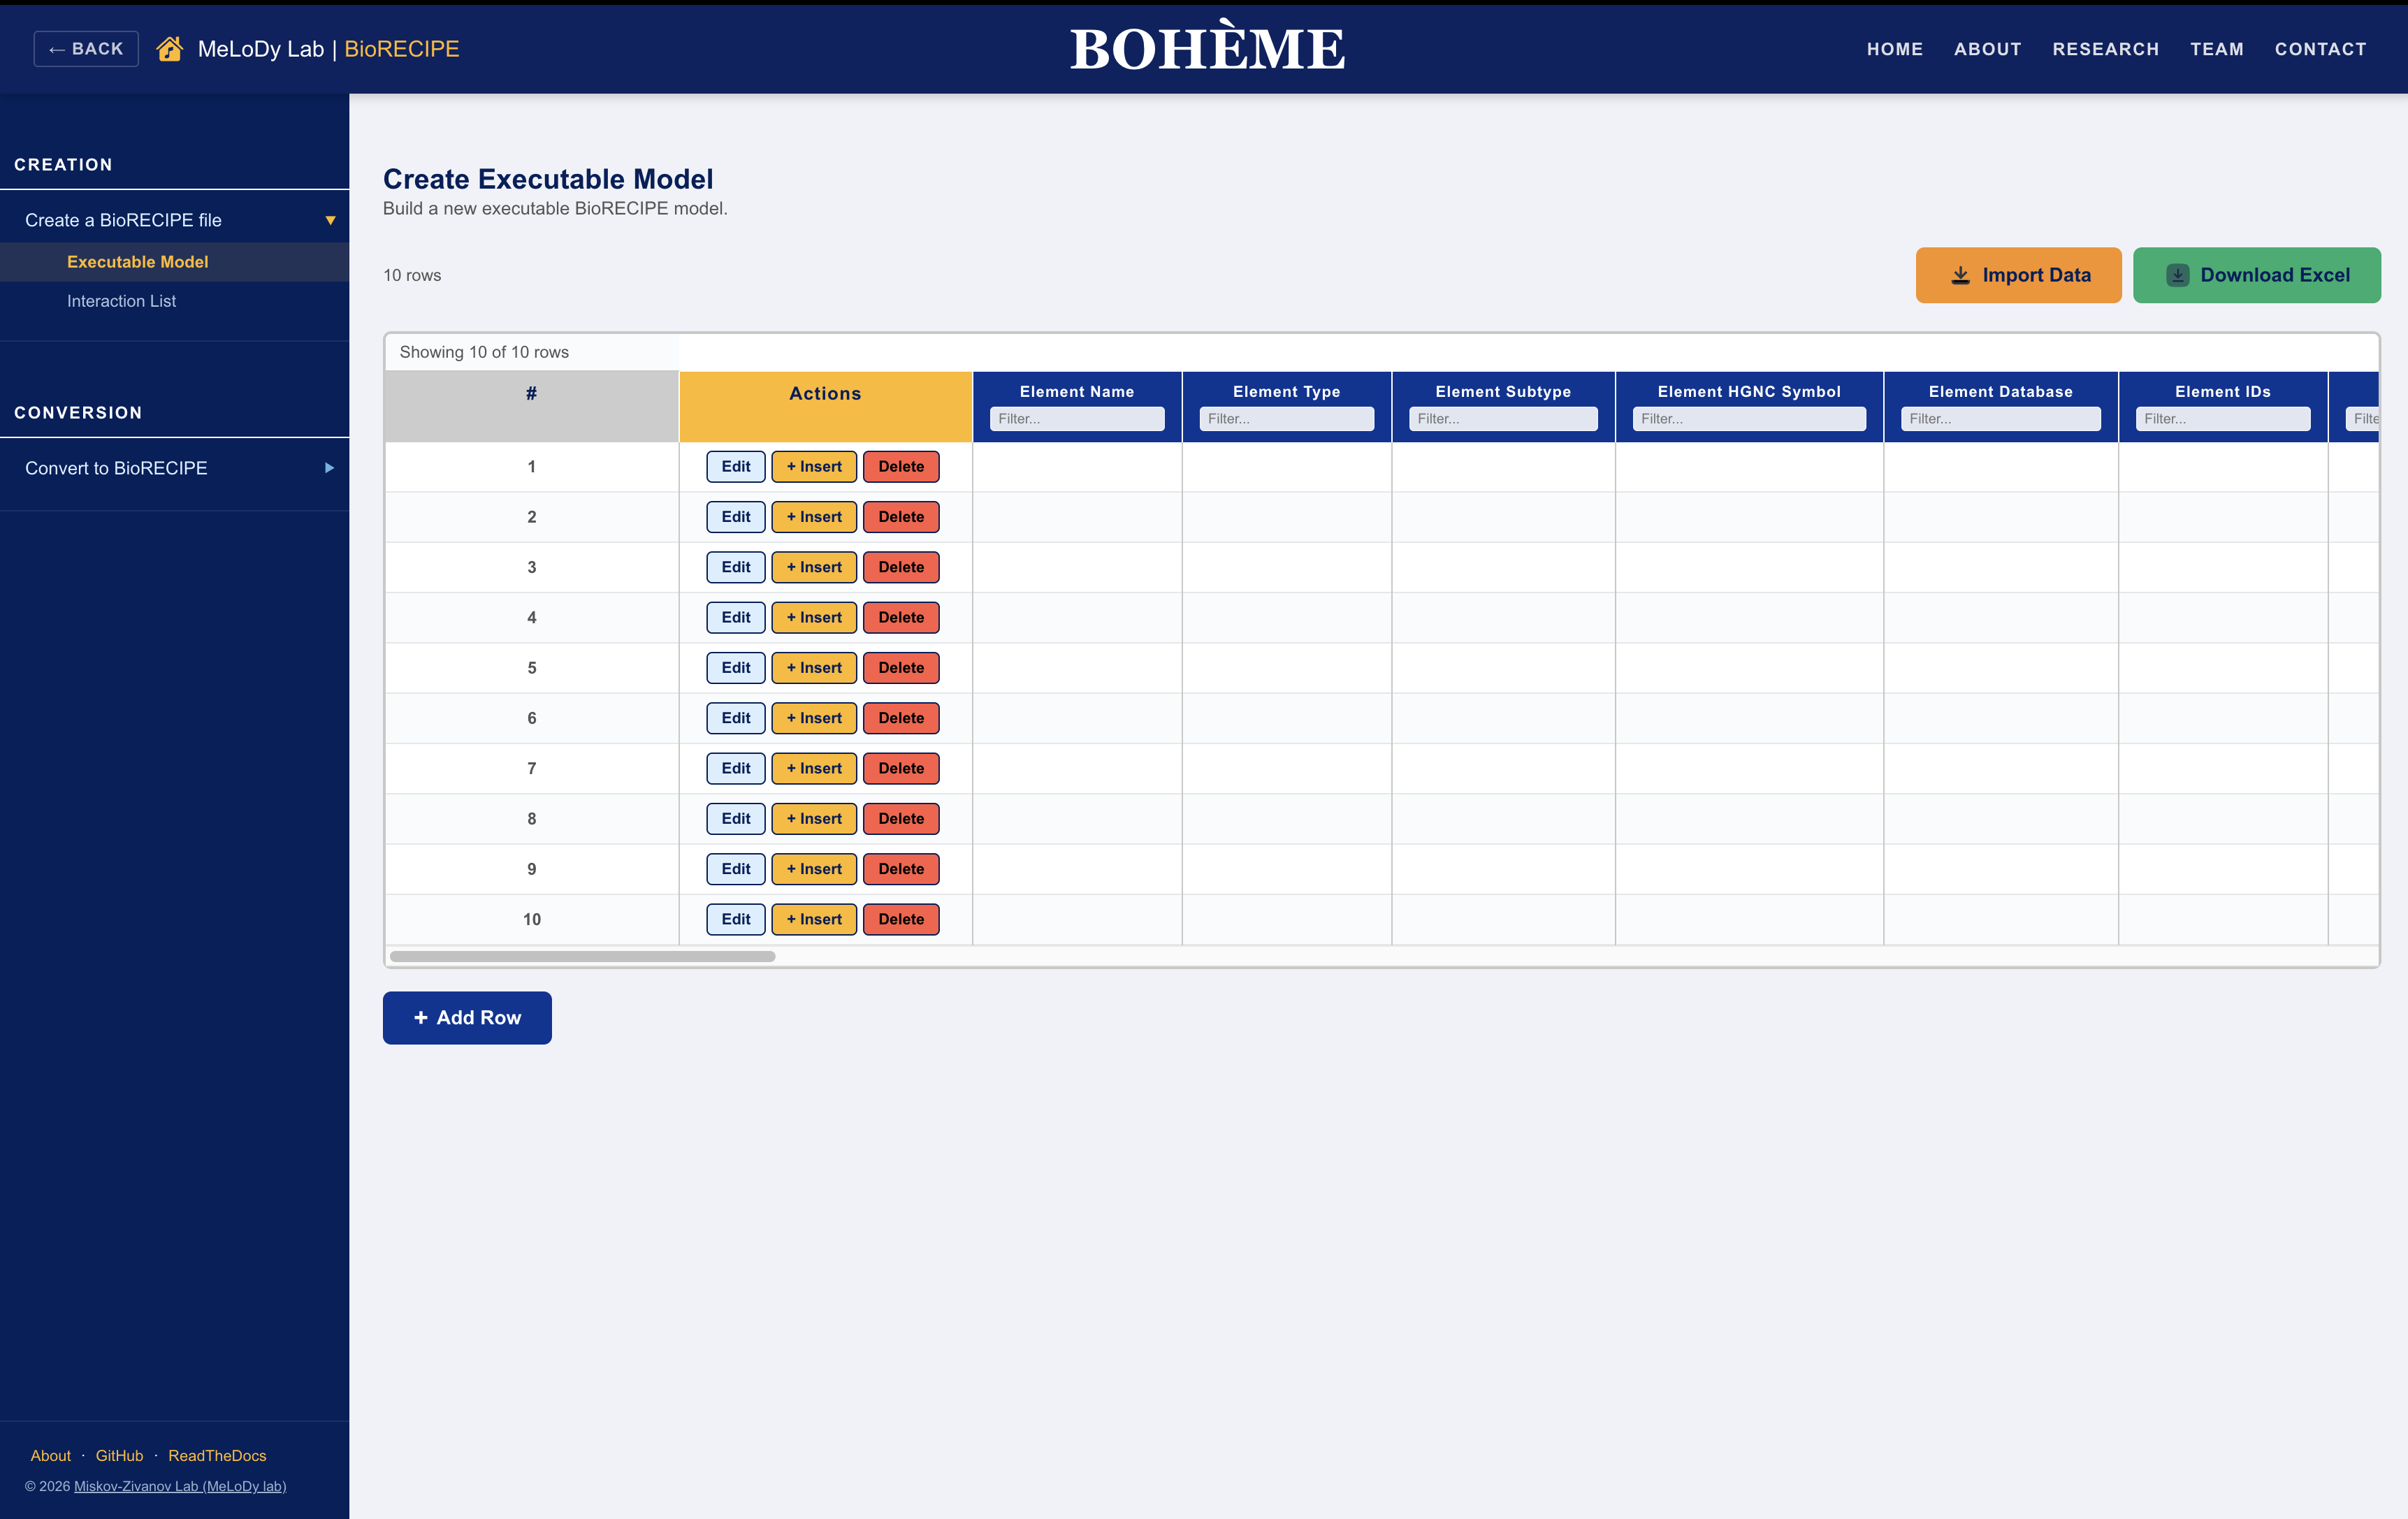 ← BACK
MeLoDy Lab | BioRECIPE
BOHÈME
HOME ABOUT RESEARCH TEAM CONTACT
CREATION
Create a BioRECIPE file ▼
Executable Model
Interaction List
CONVERSION
Convert to BioRECIPE ▶
About · GitHub · ReadTheDocs
© 2026 Miskov-Zivanov Lab (MeLoDy lab)
Create Executable Model
Build a new executable BioRECIPE model.
10 rows
Import Data
Download Excel
Showing 10 of 10 rows
# Actions Element Name Element Type Element Subtype Element HGNC Symbol Element Database Element IDs
Filter... Filter... Filter... Filter... Filter... Filter... Filte
1 Edit + Insert Delete
2 Edit + Insert Delete
3 Edit + Insert Delete
4 Edit + Insert Delete
5 Edit + Insert Delete
6 Edit + Insert Delete
7 Edit + Insert Delete
8 Edit + Insert Delete
9 Edit + Insert Delete
10 Edit + Insert Delete
+ Add Row